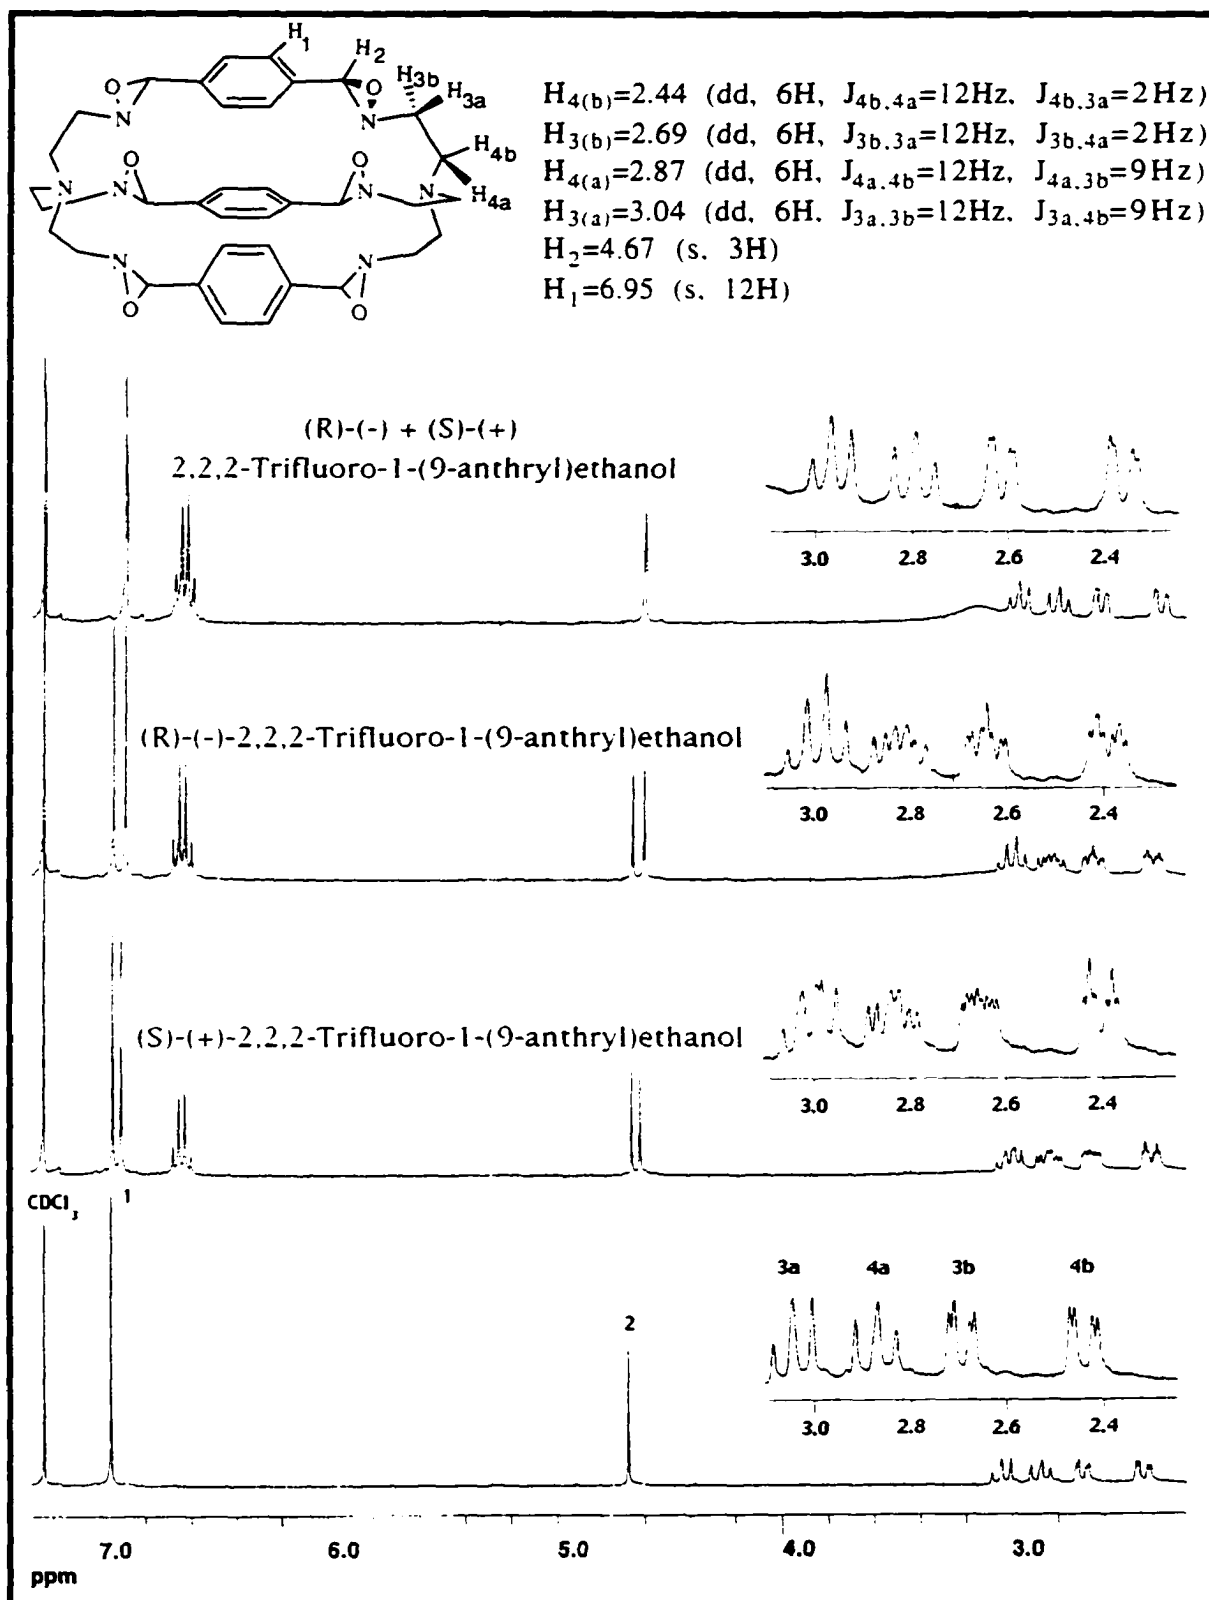 H1 H2 H3b H3a
O O
N N
H4b
O O
N N N N H4a
N N
O O
H4(b)=2.44 (dd, 6H, J4b,4a=12Hz, J4b,3a=2Hz)
H3(b)=2.69 (dd, 6H, J3b,3a=12Hz, J3b,4a=2Hz)
H4(a)=2.87 (dd, 6H, J4a,4b=12Hz, J4a,3b=9Hz)
H3(a)=3.04 (dd, 6H, J3a,3b=12Hz, J3a,4b=9Hz)
H2=4.67 (s. 3H)
H1=6.95 (s. 12H)
(R)-(-) + (S)-(+)
2,2,2-Trifluoro-1-(9-anthryl)ethanol
3.0 2.8 2.6 2.4
(R)-(-)-2,2,2-Trifluoro-1-(9-anthryl)ethanol
3.0 2.8 2.6 2.4
(S)-(+)-2,2,2-Trifluoro-1-(9-anthryl)ethanol
3.0 2.8 2.6 2.4
CDCl3 1
2
3a 4a 3b 4b
3.0 2.8 2.6 2.4
7.0 6.0 5.0 4.0 3.0
ppm